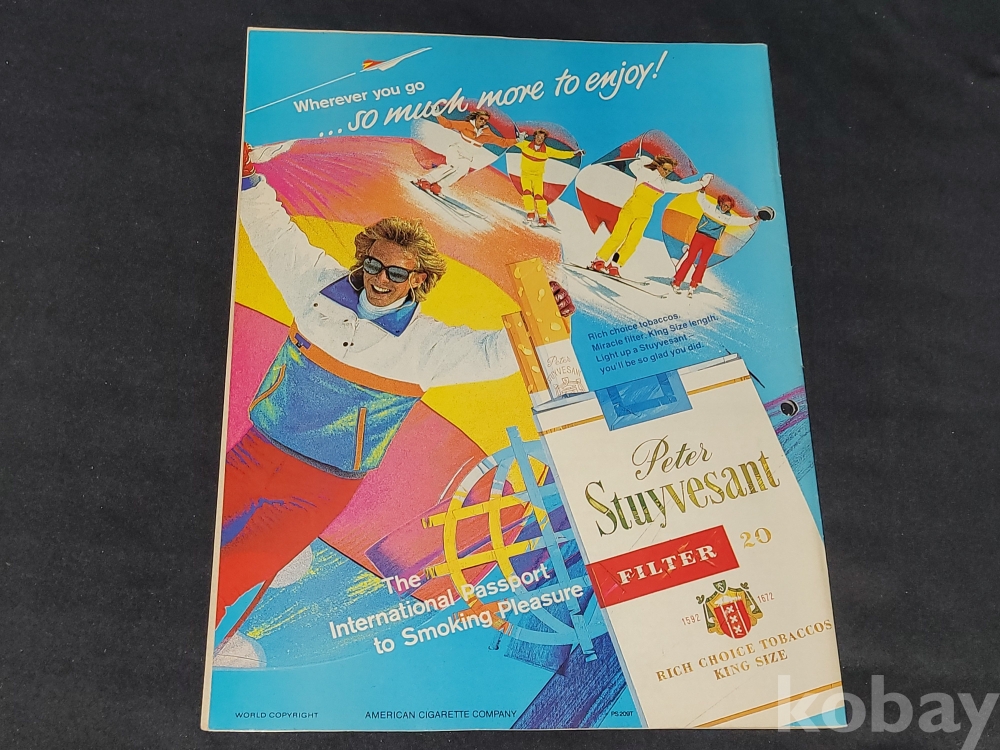 Wherever you go
...so much more to enjoy!
Rich choice tobaccos.
Miracle filter. King Size length.
Light up a Stuyvesant –
you'll be so glad you did.
Peter
Stuyvesant
FILTER
20
1592
1672
RICH CHOICE TOBACCOS
KING SIZE
The
International Passport
to Smoking Pleasure
WORLD COPYRIGHT
AMERICAN CIGARETTE COMPANY
PS209T
kobay